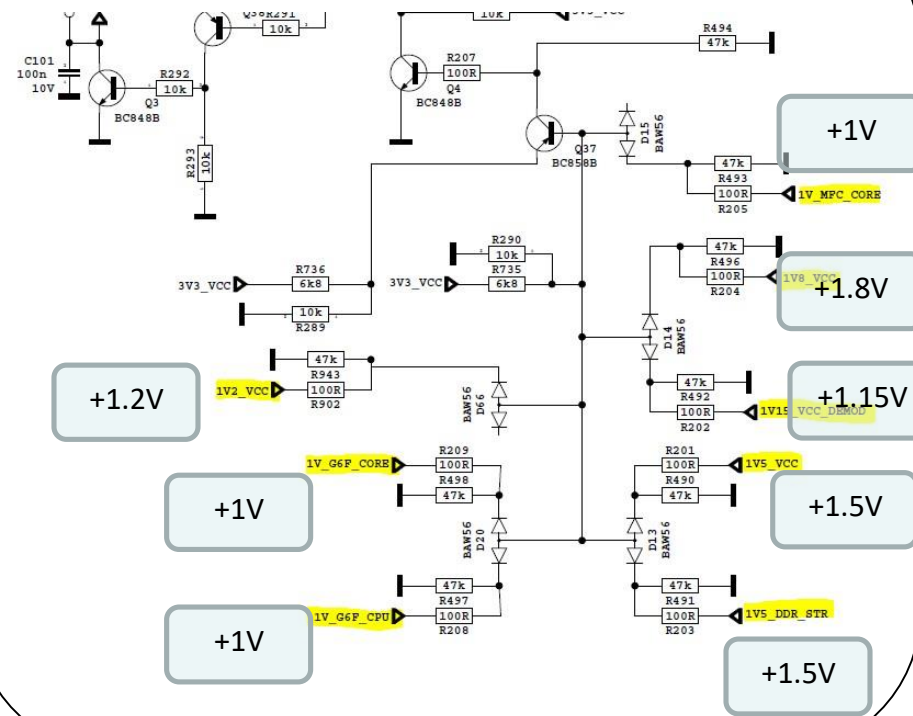 R291
10k
10k
R494
47k
C101
100n
10V
R292
10k
Q3
BC848B
R207
100R
Q4
BC848B
R293
10k
Q37
BC858B
D15
BAW56
+1V
47k
R493
100R
R205
1V_MFC_CORE
R290
10k
3V3_VCC
R736
6k8
3V3_VCC
R735
6k8
10k
R289
47k
R496
100R
R204
1V8_VCC
+1.8V
D14
BAW56
47k
R943
1V2_VCC
100R
R902
+1.2V
BAW56
D66
47k
R492
100R
R202
1V15_VCC_DEMOD
+1.15V
R209
1V_G6F_CORE
100R
R498
47k
+1V
R201
100R
1V5_VCC
R490
47k
+1.5V
BAW56
D20
D13
BAW56
47k
R497
1V_G6F_CPU
100R
R208
+1V
47k
R491
100R
1V5_DDR_STR
R203
+1.5V